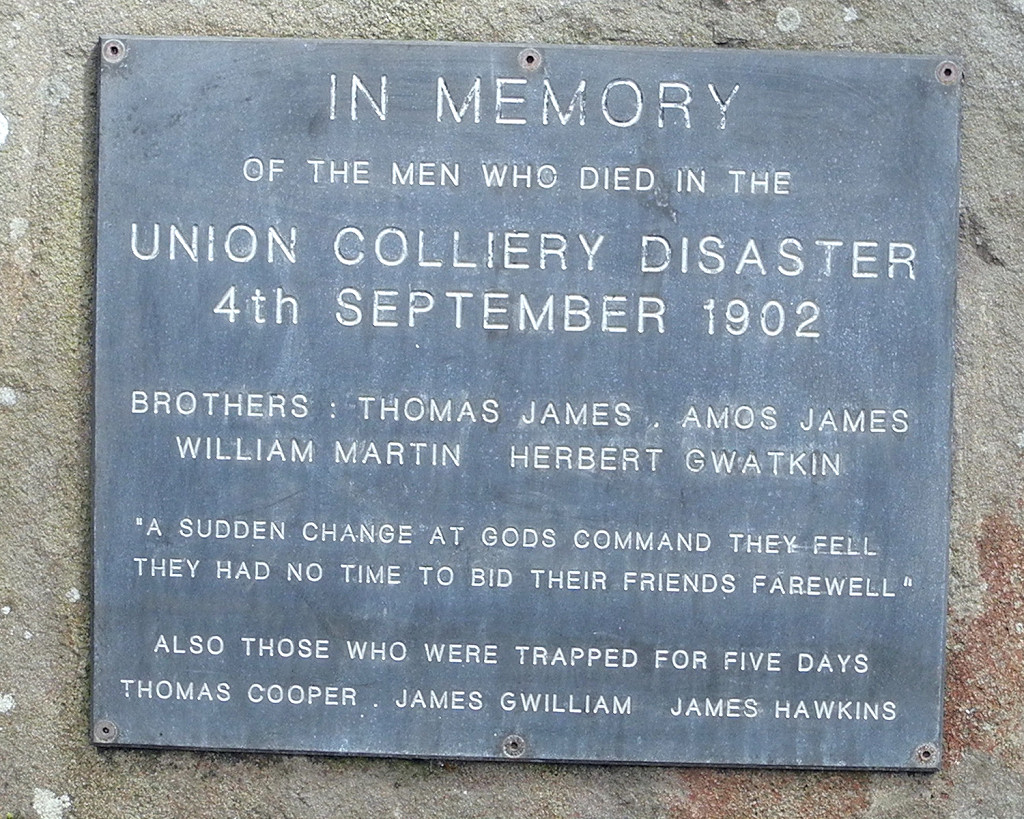 IN MEMORY
OF THE MEN WHO DIED IN THE
UNION COLLIERY DISASTER
4th SEPTEMBER 1902
BROTHERS : THOMAS JAMES . AMOS JAMES
WILLIAM MARTIN HERBERT GWATKIN
"A SUDDEN CHANGE AT GODS COMMAND THEY FELL
THEY HAD NO TIME TO BID THEIR FRIENDS FAREWELL"
ALSO THOSE WHO WERE TRAPPED FOR FIVE DAYS
THOMAS COOPER . JAMES GWILLIAM JAMES HAWKINS